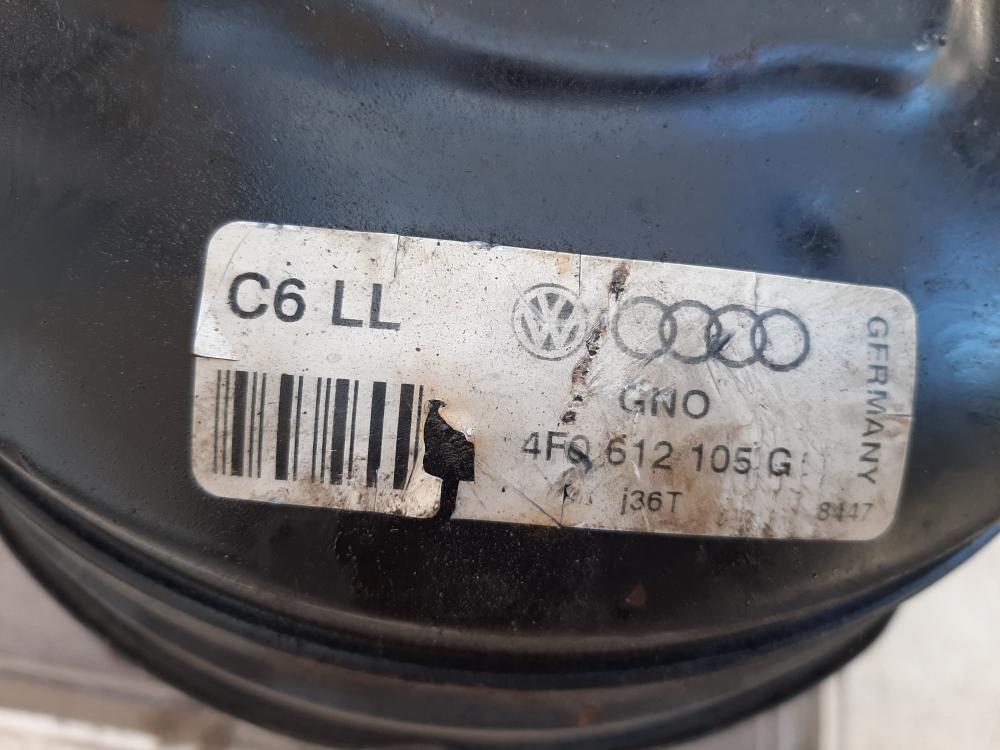 C6 LL
GNO
4F0 612 105 G
j36T
8447
GERMANY